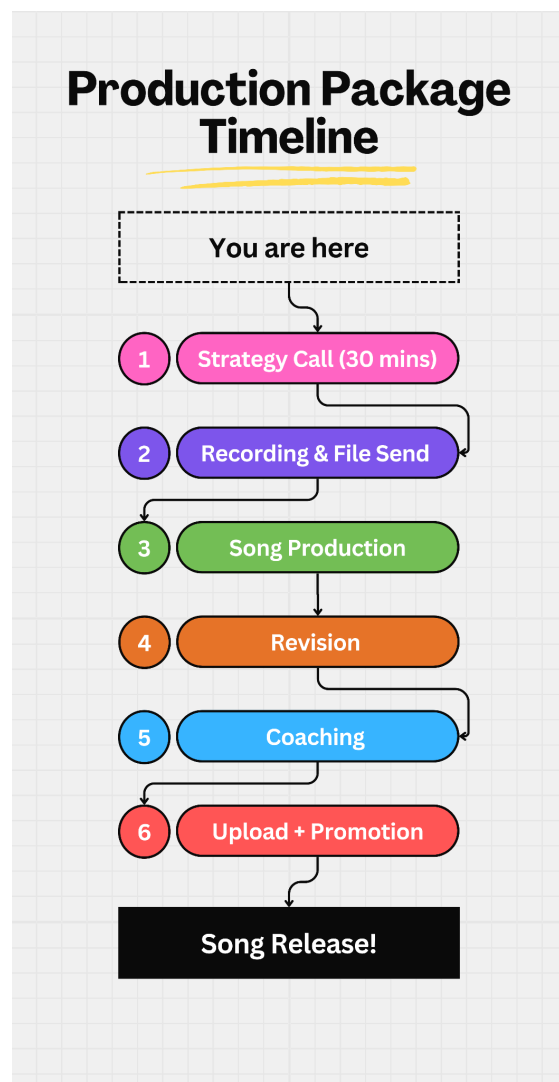 Production Package
Timeline
You are here
1 Strategy Call (30 mins)
2 Recording & File Send
3 Song Production
4 Revision
5 Coaching
6 Upload + Promotion
Song Release!